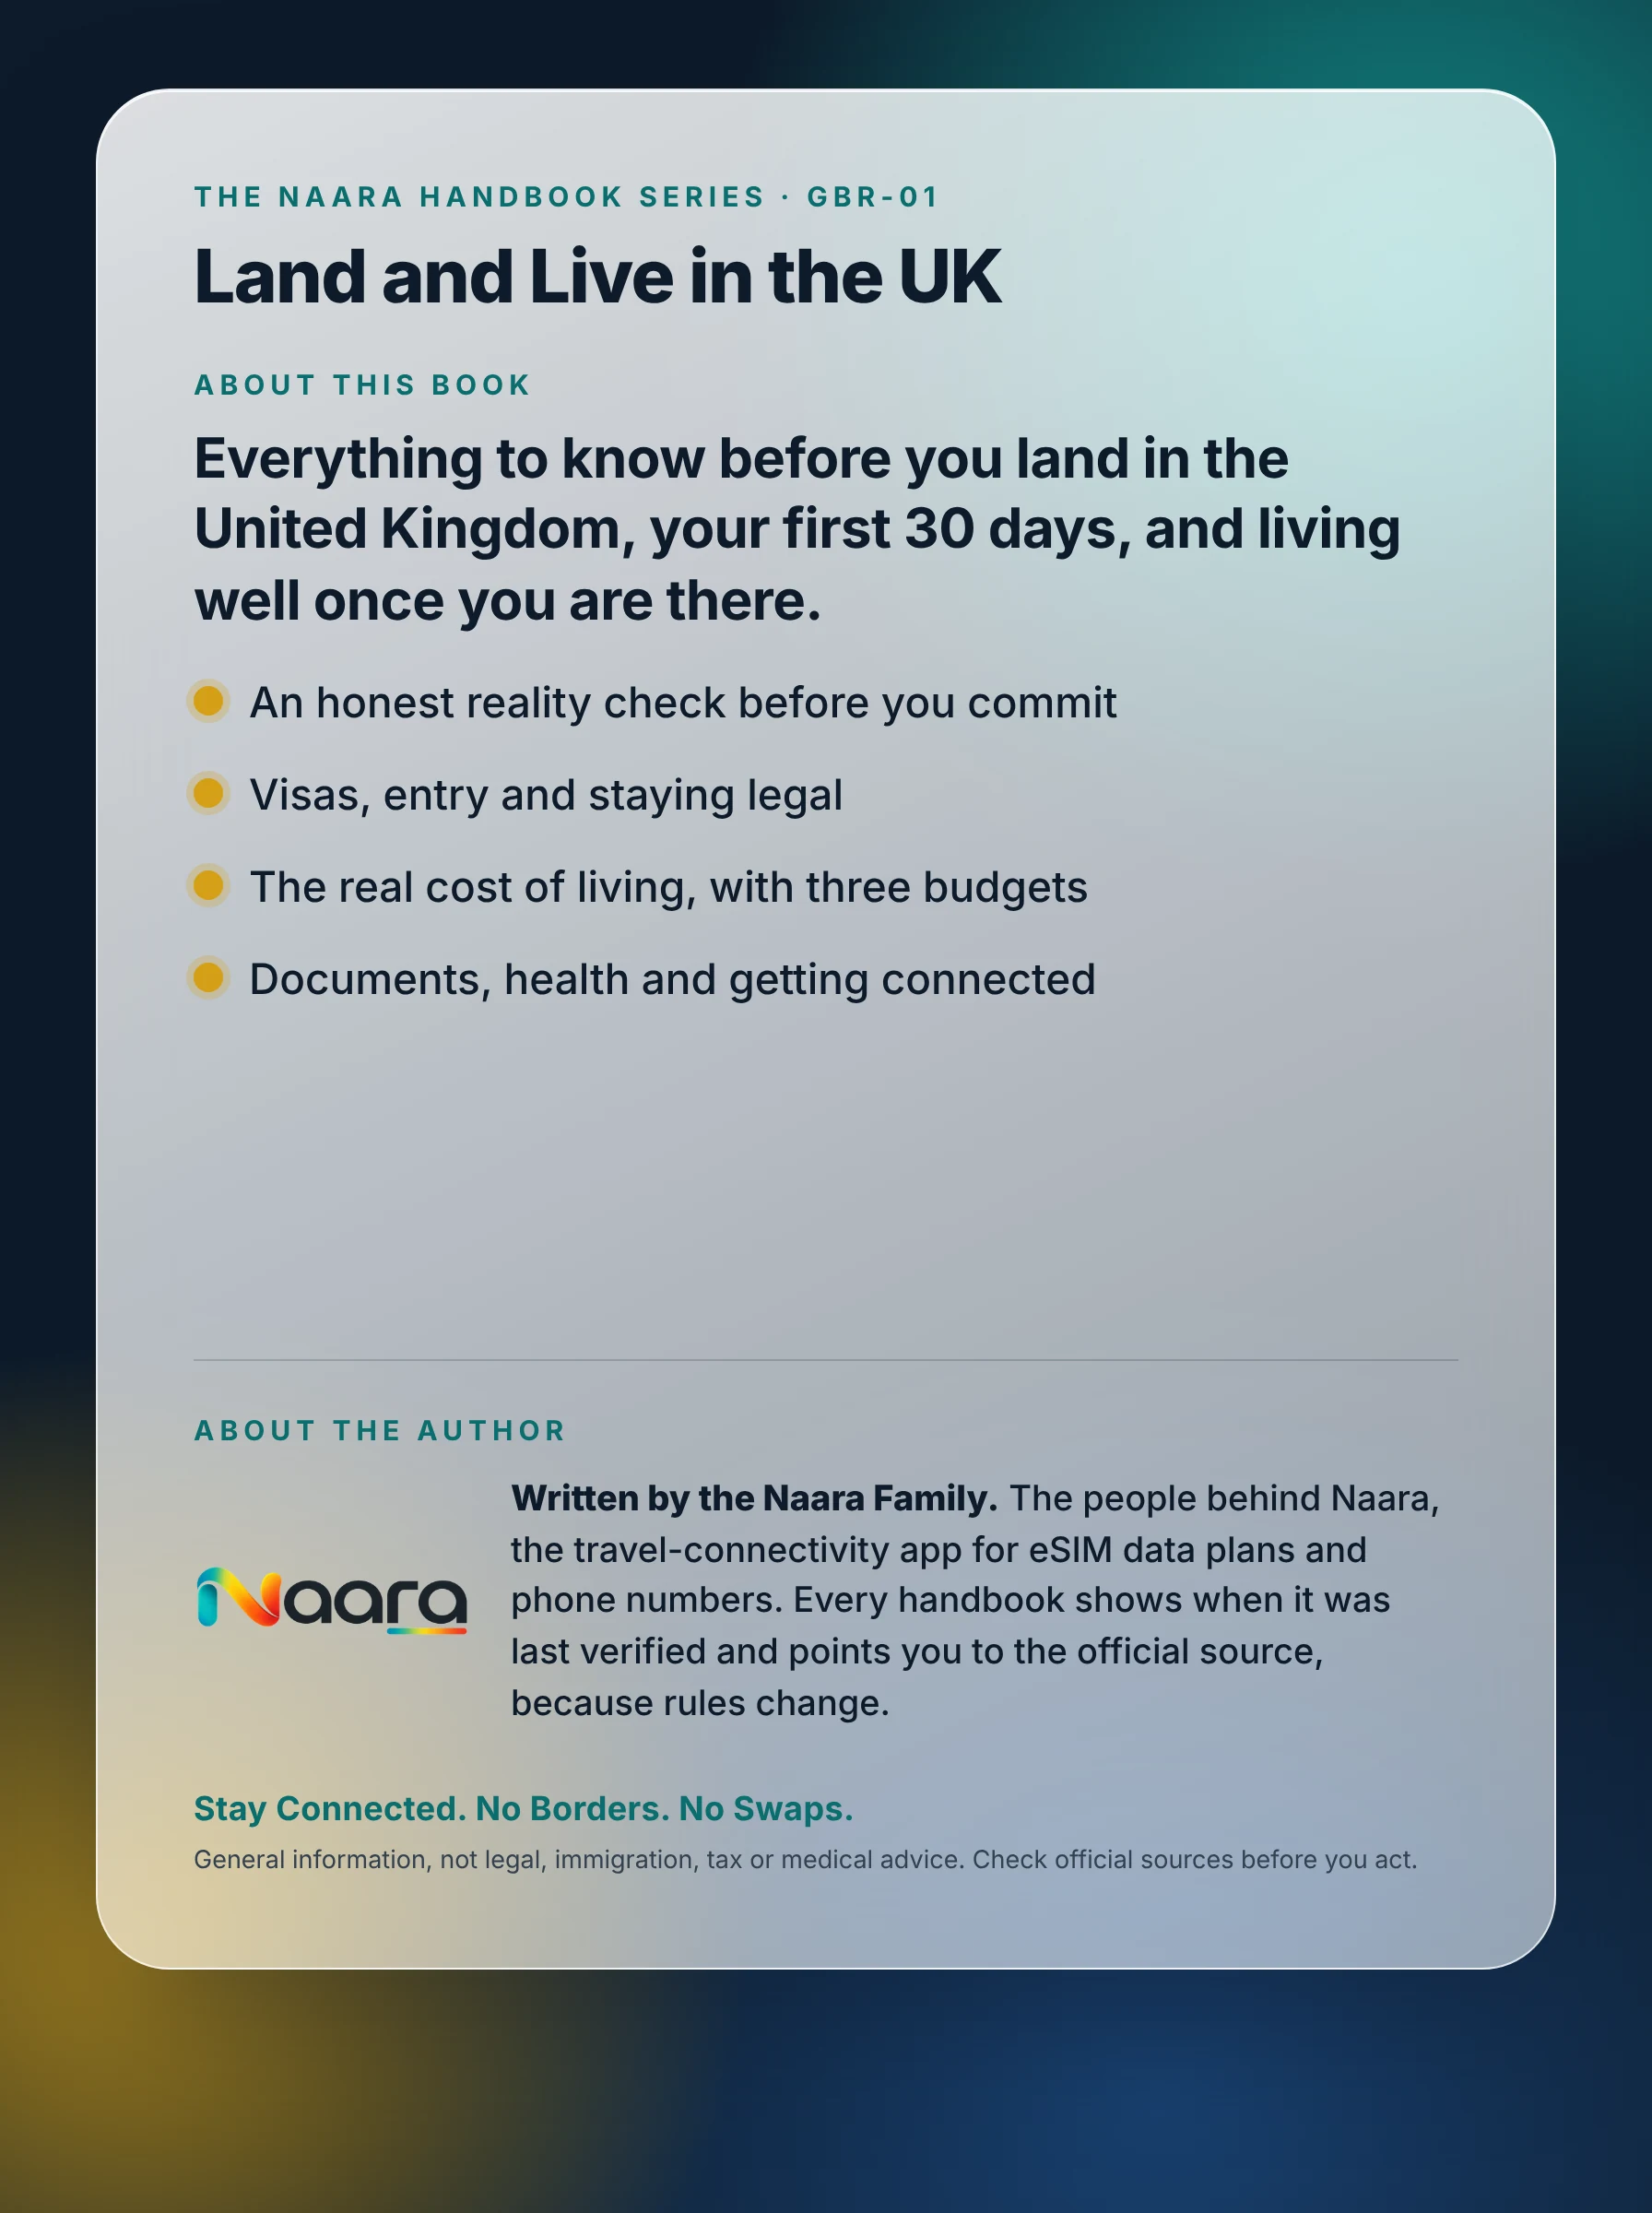 THE NAARA HANDBOOK SERIES · GBR-01
Land and Live in the UK
ABOUT THIS BOOK
Everything to know before you land in the
United Kingdom, your first 30 days, and living
well once you are there.
An honest reality check before you commit
Visas, entry and staying legal
The real cost of living, with three budgets
Documents, health and getting connected
ABOUT THE AUTHOR
Naara
Written by the Naara Family. The people behind Naara,
the travel-connectivity app for eSIM data plans and
phone numbers. Every handbook shows when it was
last verified and points you to the official source,
because rules change.
Stay Connected. No Borders. No Swaps.
General information, not legal, immigration, tax or medical advice. Check official sources before you act.